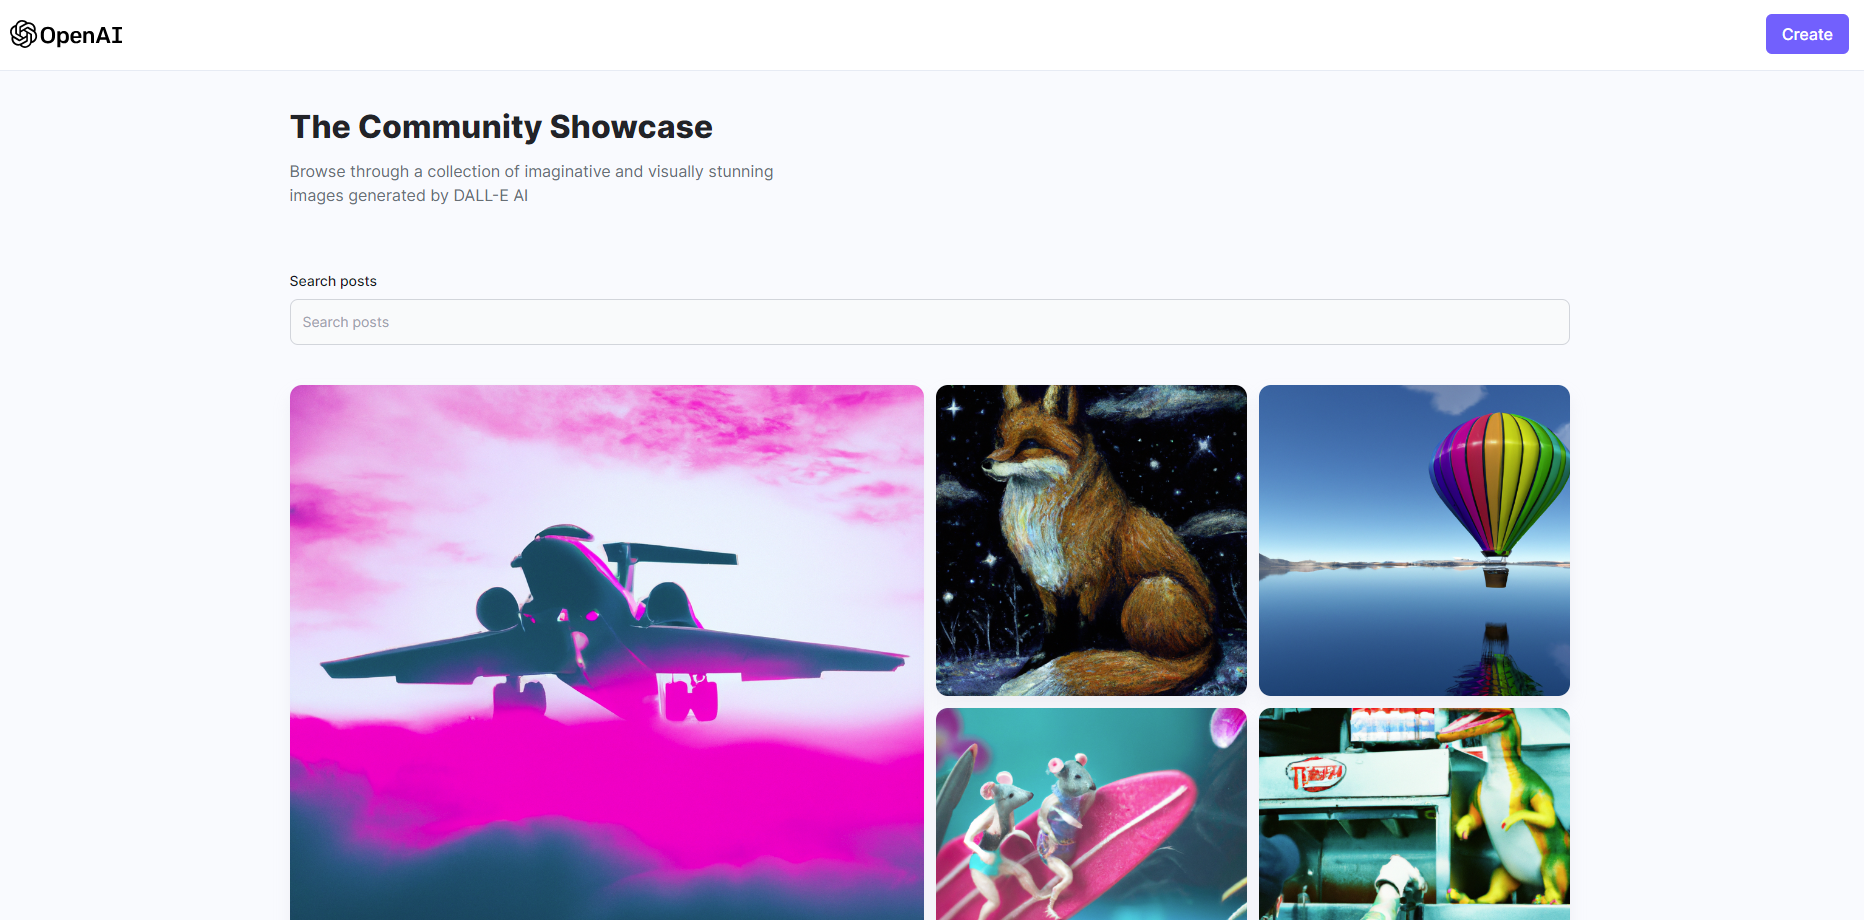 OpenAI
Create
The Community Showcase
Browse through a collection of imaginative and visually stunning
images generated by DALL-E AI
Search posts
Search posts